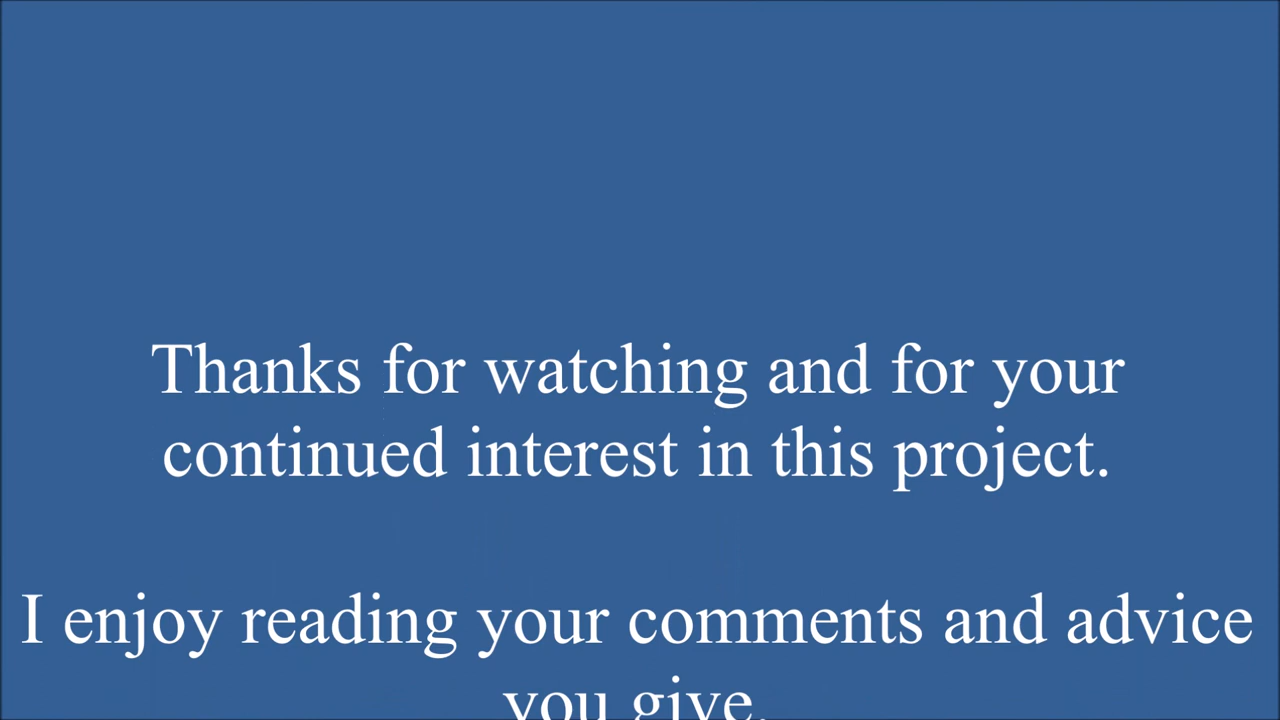 Thanks for watching and for your
continued interest in this project.
I enjoy reading your comments and advice
you give.